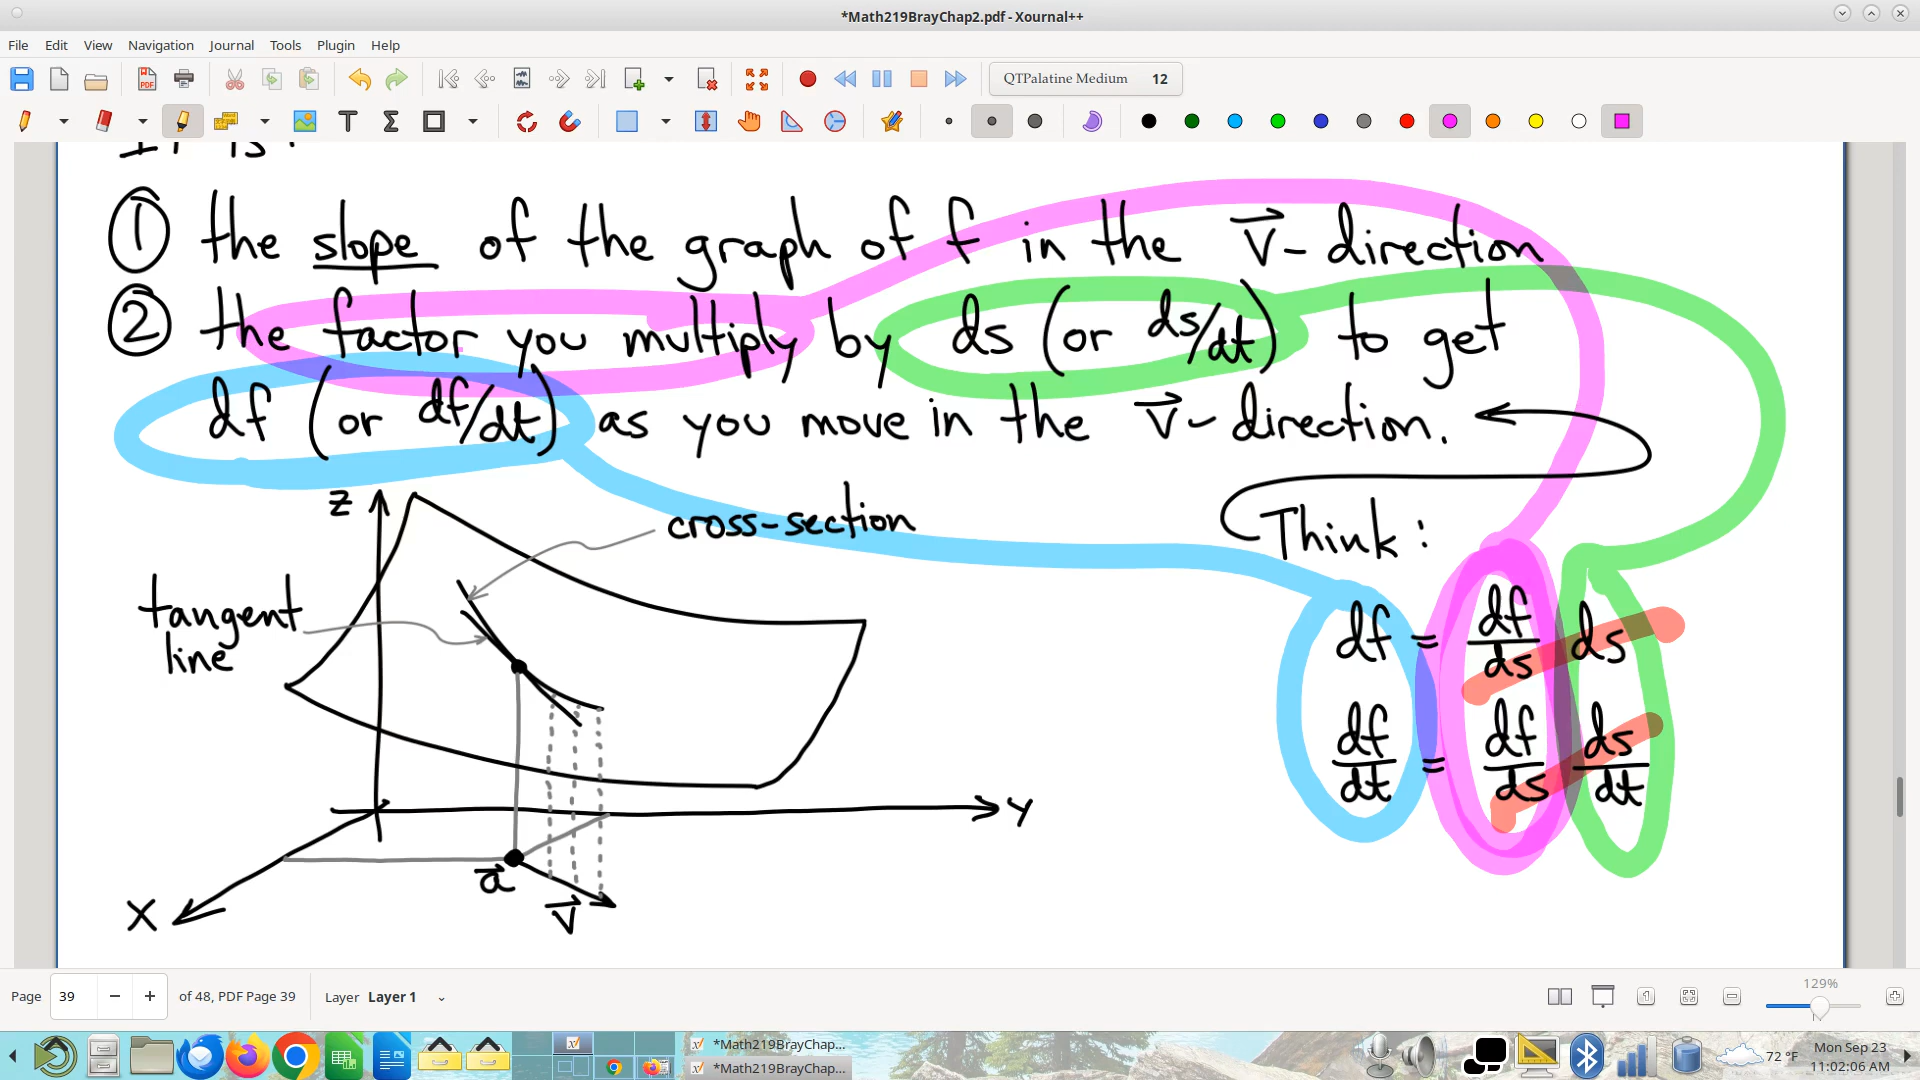 *Math219BrayChap2.pdf - Xournal++
File Edit View Navigation Journal Tools Plugin Help
QTPalatine Medium 12
It is:
① the slope of the graph of f in the v⃗-direction
② the factor you multiply by ds (or ds/dt) to get
df (or df/dt) as you move in the v⃗-direction.
z
cross-section
Think:
tangent
line
df = df/ds ds
df/dt = df/ds ds/dt
y
a⃗
x
v⃗
Page 39 of 48, PDF Page 39 Layer Layer 1
129%
*Math219BrayChap...
*Math219BrayChap...
72 °F
Mon Sep 23
11:02:06 AM